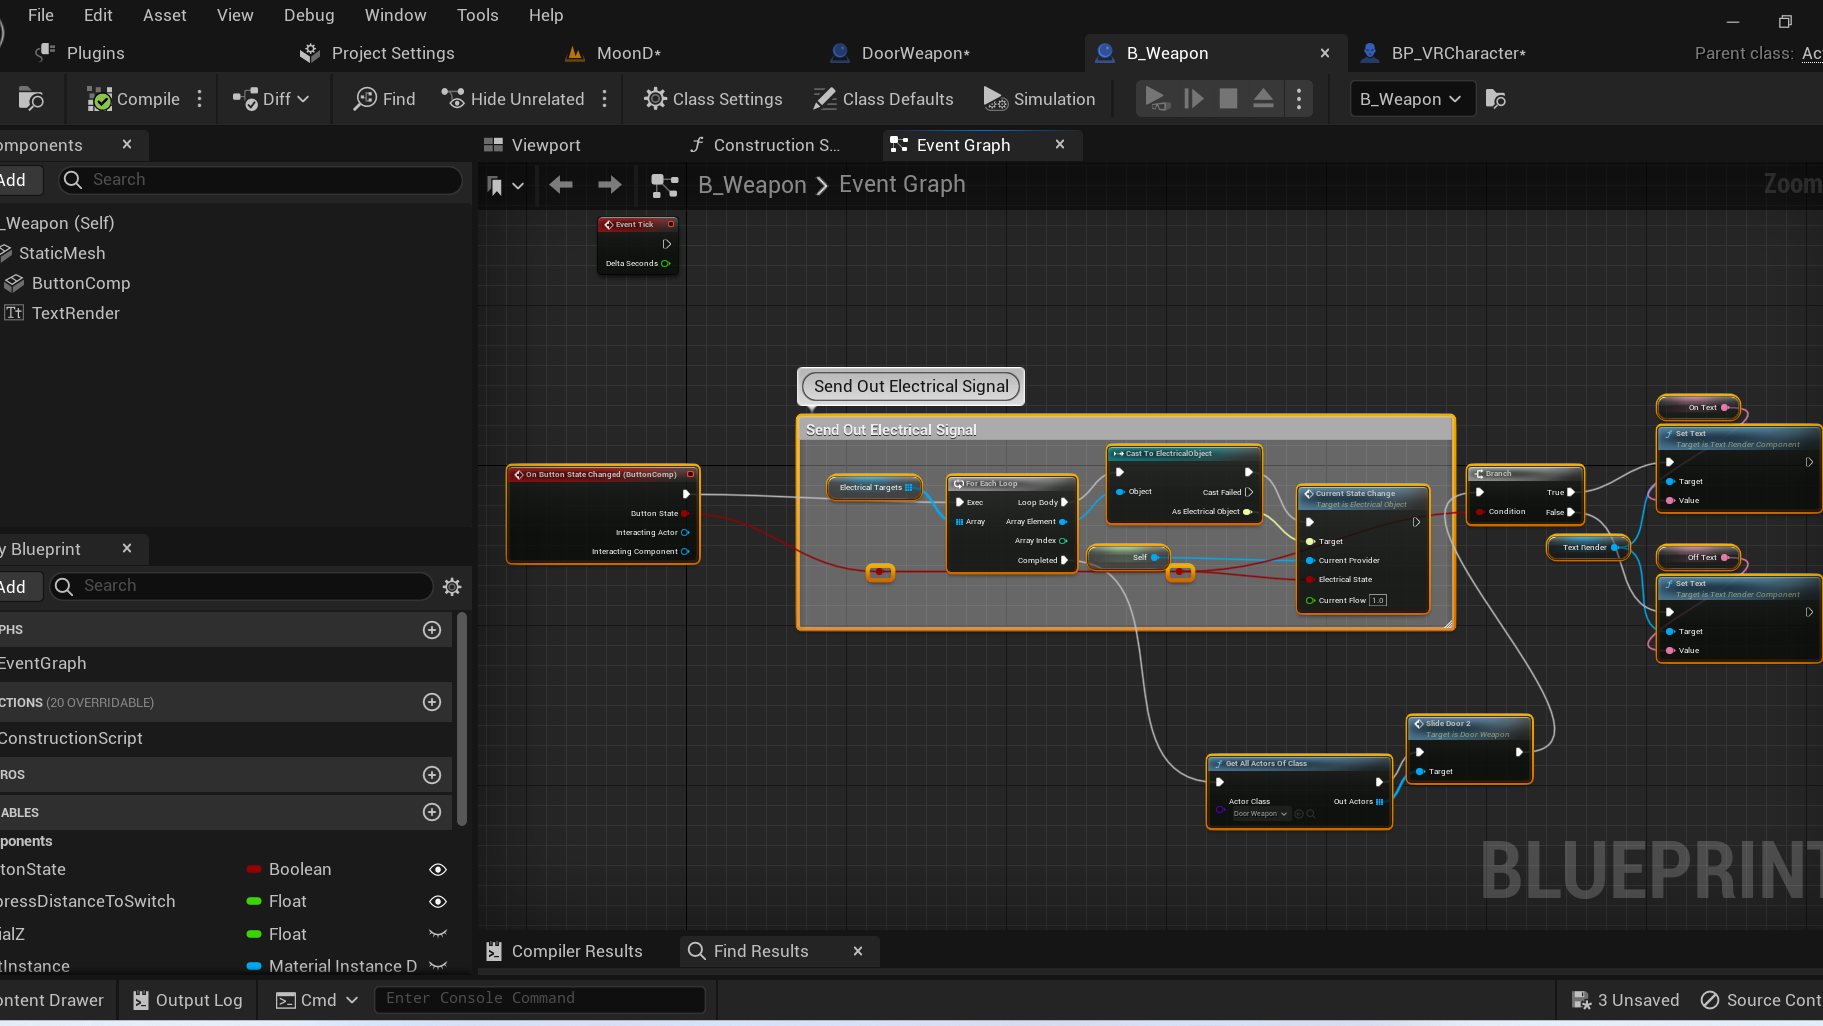 File Edit Asset View Debug Window Tools Help
Plugins Project Settings MoonD* DoorWeapon* B_Weapon × BP_VRCharacter* Parent class: Ac
Compile Diff Find Hide Unrelated Class Settings Class Defaults Simulation B_Weapon
omponents × Viewport Construction S... Event Graph ×
Add Search B_Weapon > Event Graph Zoom
_Weapon (Self)
StaticMesh
ButtonComp
Tt TextRender
Event Tick
Delta Seconds
Send Out Electrical Signal
Send Out Electrical Signal
On Button State Changed (ButtonComp)
Button State
Interacting Actor
Interacting Component
Electrical Targets
For Each Loop
Exec Loop Body
Array Array Element
Array Index
Completed
Cast To ElectricalObject
Object Cast Failed
As Electrical Object
Self
Current State Change
Target is Electrical Object
Target
Current Provider
Electrical State
Current Flow 1.0
Branch
True
Condition False
Text Render
On Text
Set Text
Target is Text Render Component
Target
Value
Off Text
Set Text
Target is Text Render Component
Target
Value
Get All Actors Of Class
Actor Class Out Actors
Door Weapon
Slide Door 2
Target is Door Weapon
Target
BLUEPRINT
y Blueprint ×
Add Search
PHS
EventGraph
CTIONS (20 OVERRIDABLE)
ConstructionScript
ROS
ABLES
ponents
tonState Boolean
pressDistanceToSwitch Float
ialZ Float
tInstance Material Instance D
Compiler Results Find Results ×
ontent Drawer Output Log Cmd Enter Console Command 3 Unsaved Source Cont